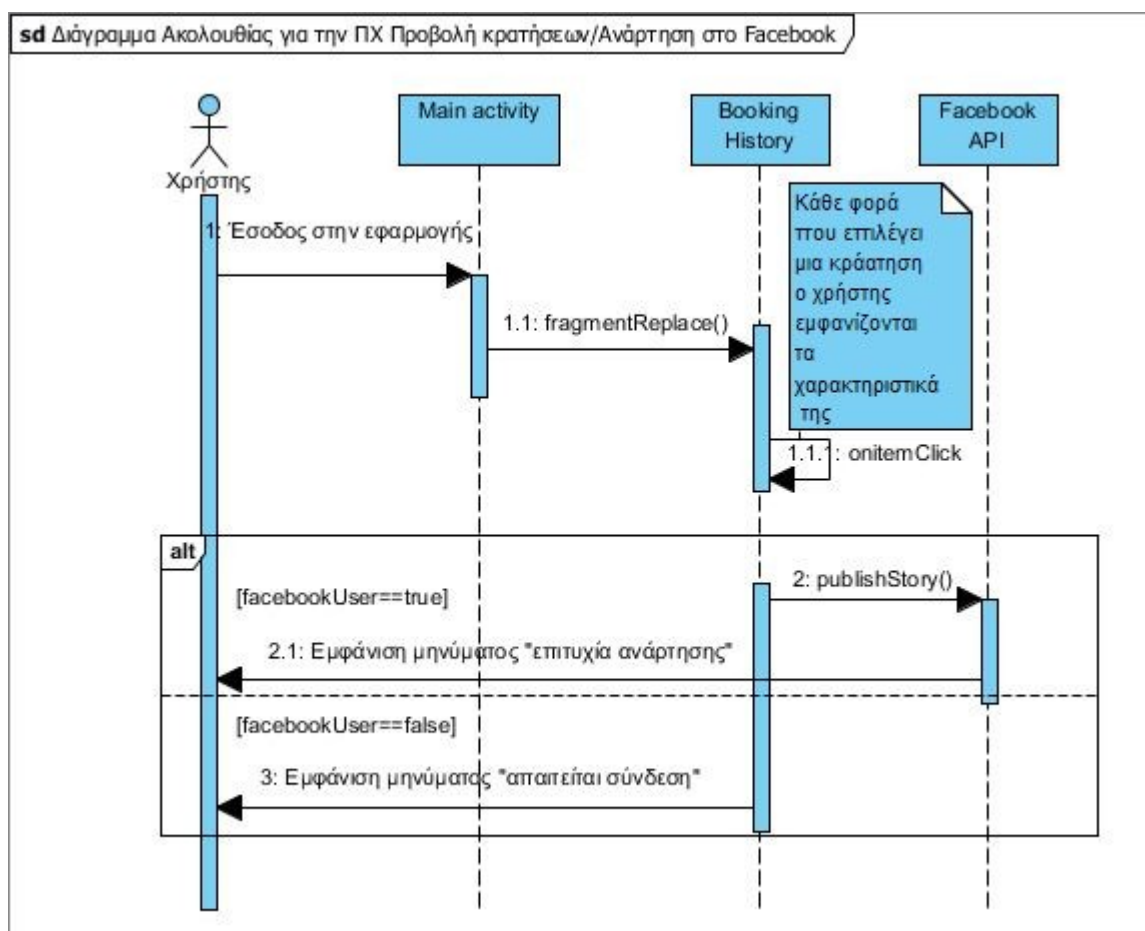 sd Διάγραμμα Ακολουθίας για την ΠΧ Προβολή κρατήσεων/Ανάρτηση στο Facebook
Χρήστης
Main activity
Booking
History
Facebook
API
Κάθε φορά
που επιλέγει
μια κράατηση
ο χρήστης
εμφανίζονται
τα
χαρακτηριστικά
της
1: Έσοδος στην εφαρμογής
1.1: fragmentReplace()
1.1.1: onitemClick
alt
[facebookUser==true]
2: publishStory()
2.1: Εμφάνιση μηνύματος "επιτυχία ανάρτησης"
[facebookUser==false]
3: Εμφάνιση μηνύματος "απαιτείται σύνδεση"